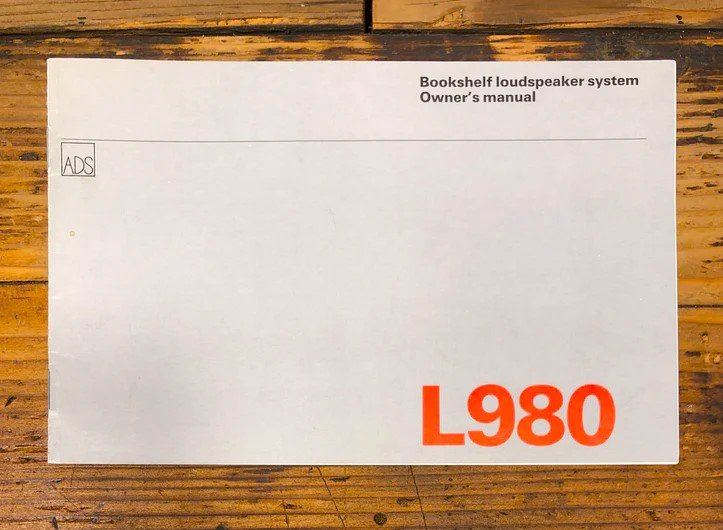 Bookshelf loudspeaker system
Owner's manual
ADS
L980